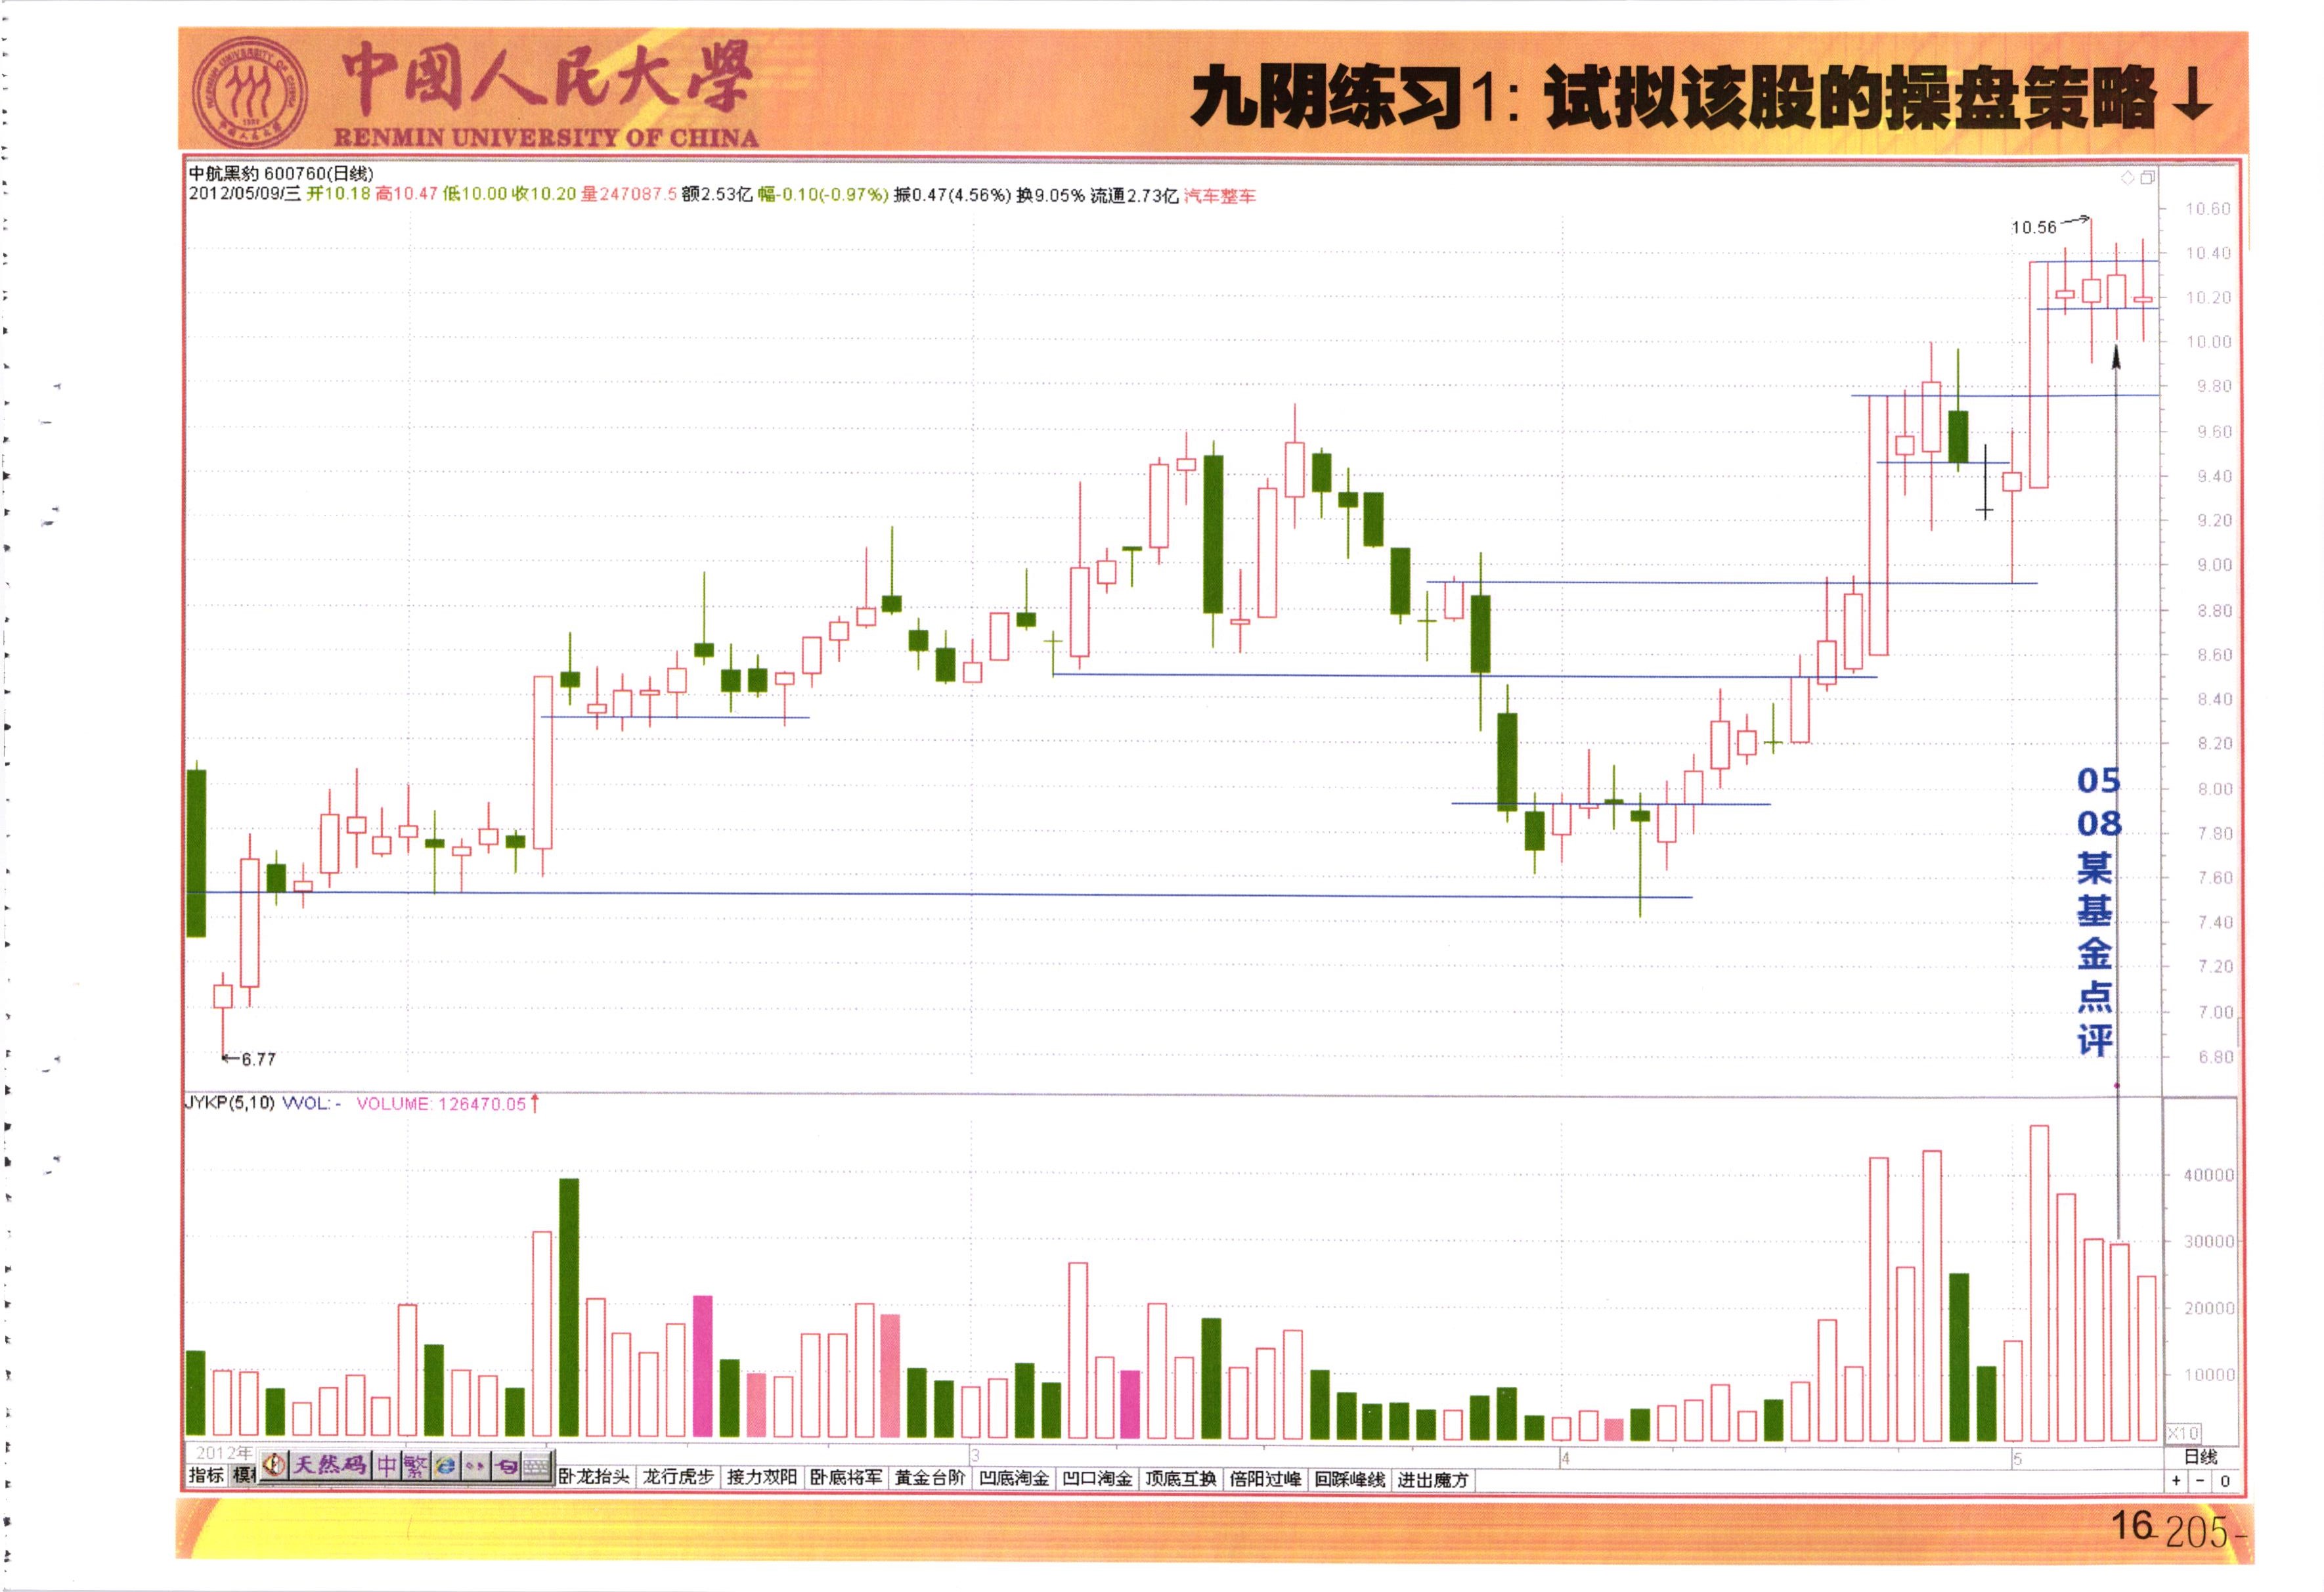 中國人民大學
RENMIN UNIVERSITY OF CHINA
九阴练习1: 试拟该股的操盘策略↓
中航黑豹 600760(日线)
2012/05/09/三 开10.18 高10.47 低10.00 收10.20 量247087.5 额2.53亿 幅-0.10(-0.97%) 振0.47(4.56%) 换9.05% 流通2.73亿 汽车整车
10.56
10.60
10.40
10.20
10.00
9.80
9.60
9.40
9.20
9.00
8.80
8.60
8.40
8.20
8.00
7.80
7.60
7.40
7.20
7.00
6.80
6.77
05
08
某
基
金
点
评
JYKP(5,10) VVOL:- VOLUME: 126470.05↑
40000
30000
20000
10000
X10
2012年
3
4
5
日线
指标
天然码 中 繁
卧龙抬头 龙行虎步 接力双阳 卧底将军 黄金台阶 凹底淘金 凹口淘金 顶底互换 倍阳过峰 回踩峰线 进出魔方
+ - 0
16
205-